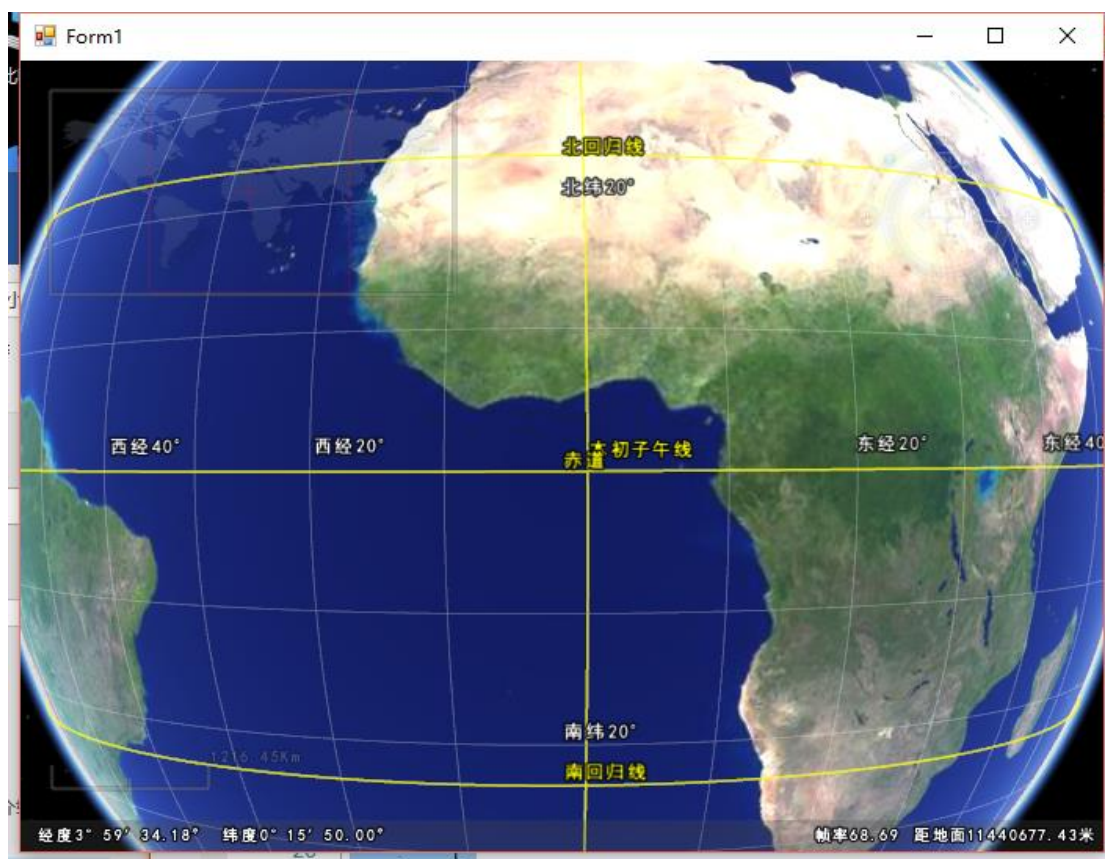 Form1
北回归线
北纬20°
西经40°
西经20°
本初子午线
东经20°
东经40
赤道
南纬20°
1216.45Km
南回归线
经度3° 59′ 34.18″ 纬度0° 15′ 50.00″
帧率68.69 距地面11440677.43米